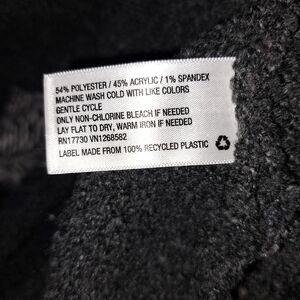 54% POLYESTER / 45% ACRYLIC / 1% SPANDEX
MACHINE WASH COLD WITH LIKE COLORS
GENTLE CYCLE
ONLY NON-CHLORINE BLEACH IF NEEDED
LAY FLAT TO DRY, WARM IRON IF NEEDED
RN17730 VN1268582
LABEL MADE FROM 100% RECYCLED PLASTIC